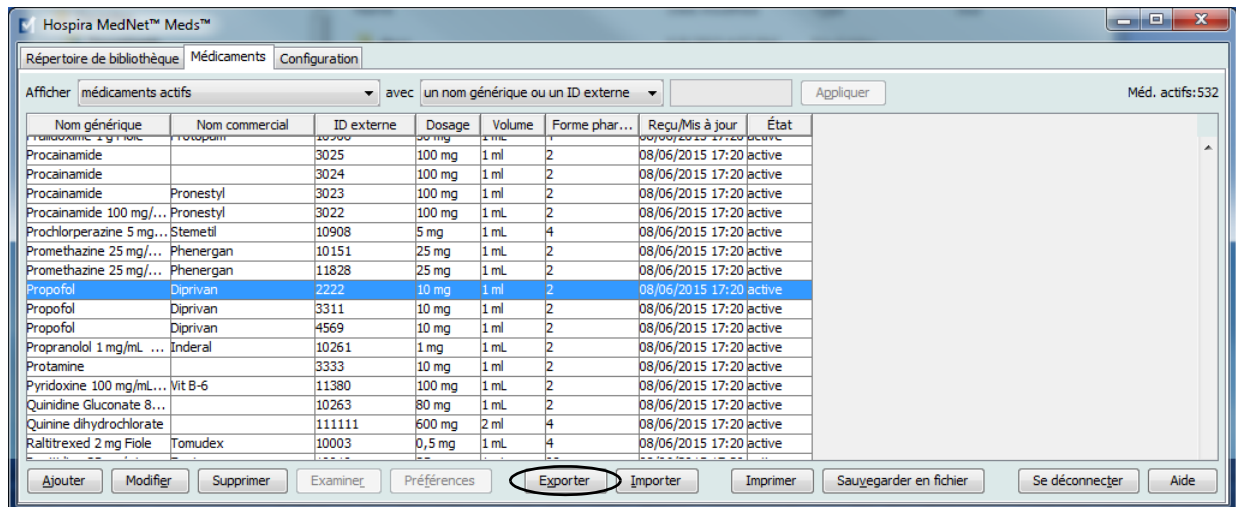 Hospira MedNet™ Meds™
Répertoire de bibliothèque Médicaments Configuration
Afficher médicaments actifs avec un nom générique ou un ID externe Appliquer Méd. actifs:532
Nom générique Nom commercial ID externe Dosage Volume Forme phar... Reçu/Mis à jour État
Procainamide 3025 100 mg 1 ml 2 08/06/2015 17:20 active
Procainamide 3024 100 mg 1 ml 2 08/06/2015 17:20 active
Procainamide Pronestyl 3023 100 mg 1 ml 2 08/06/2015 17:20 active
Procainamide 100 mg/... Pronestyl 3022 100 mg 1 mL 2 08/06/2015 17:20 active
Prochlorperazine 5 mg... Stemetil 10908 5 mg 1 mL 4 08/06/2015 17:20 active
Promethazine 25 mg/... Phenergan 10151 25 mg 1 mL 2 08/06/2015 17:20 active
Promethazine 25 mg/... Phenergan 11828 25 mg 1 mL 2 08/06/2015 17:20 active
Propofol Diprivan 2222 10 mg 1 ml 2 08/06/2015 17:20 active
Propofol Diprivan 3311 10 mg 1 ml 2 08/06/2015 17:20 active
Propofol Diprivan 4569 10 mg 1 ml 2 08/06/2015 17:20 active
Propranolol 1 mg/mL ... Inderal 10261 1 mg 1 mL 2 08/06/2015 17:20 active
Protamine 3333 10 mg 1 ml 2 08/06/2015 17:20 active
Pyridoxine 100 mg/mL... Vit B-6 11380 100 mg 1 mL 2 08/06/2015 17:20 active
Quinidine Gluconate 8... 10263 80 mg 1 mL 2 08/06/2015 17:20 active
Quinine dihydrochlorate 111111 600 mg 2 ml 4 08/06/2015 17:20 active
Raltitrexed 2 mg Fiole Tomudex 10003 0,5 mg 1 mL 4 08/06/2015 17:20 active
Ajouter Modifier Supprimer Examiner Préférences Exporter Importer Imprimer Sauvegarder en fichier Se déconnecter Aide